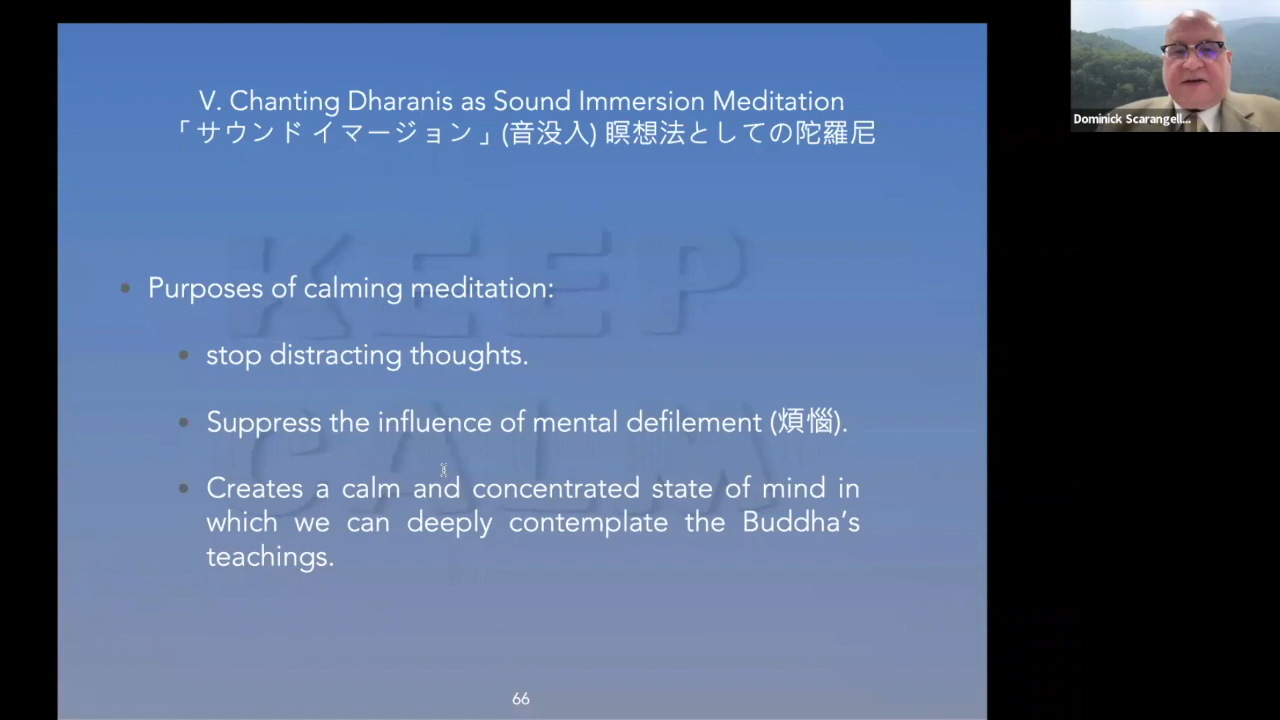 V. Chanting Dharanis as Sound Immersion Meditation
「サウンド イマージョン」(音没入) 瞑想法としての陀羅尼
KEEP
• Purposes of calming meditation:
• stop distracting thoughts.
CALM
• Suppress the influence of mental defilement (煩悩).
• Creates a calm and concentrated state of mind in
which we can deeply contemplate the Buddha's
teachings.
66
Dominick Scarangell...